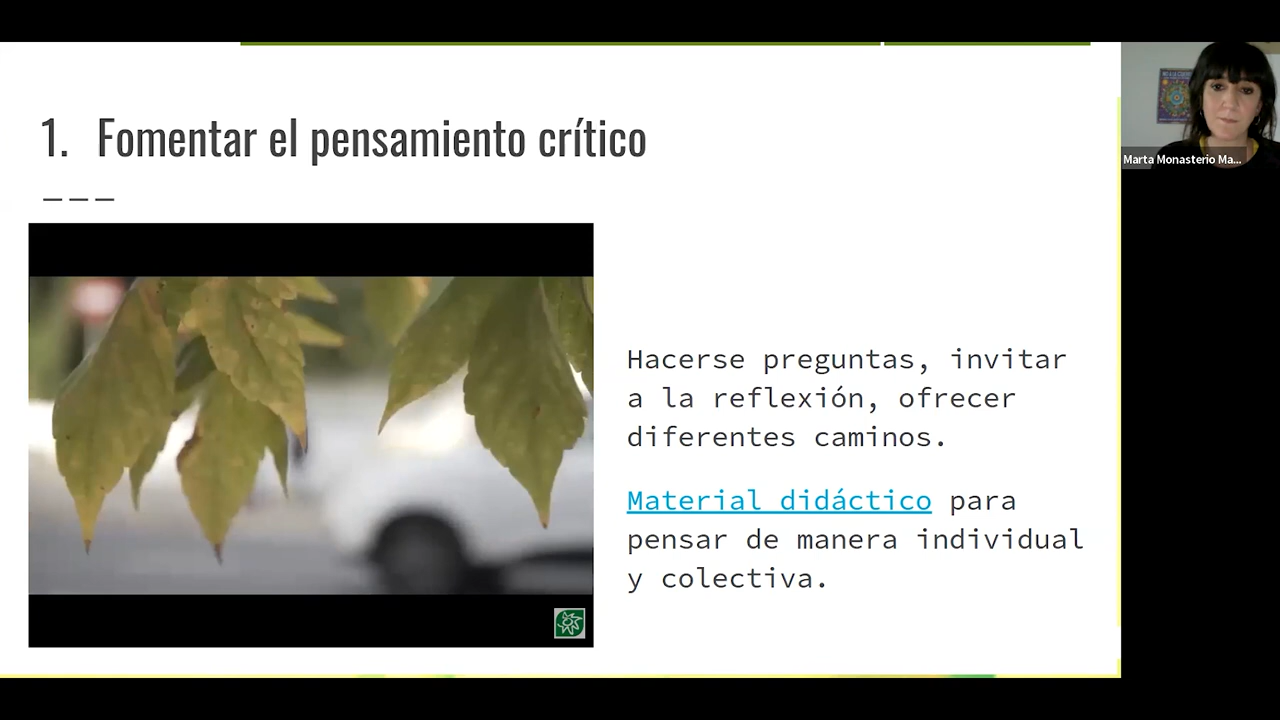 1. Fomentar el pensamiento crítico
Hacerse preguntas, invitar
a la reflexión, ofrecer
diferentes caminos.
Material didáctico para
pensar de manera individual
y colectiva.
Marta Monasterio Ma...